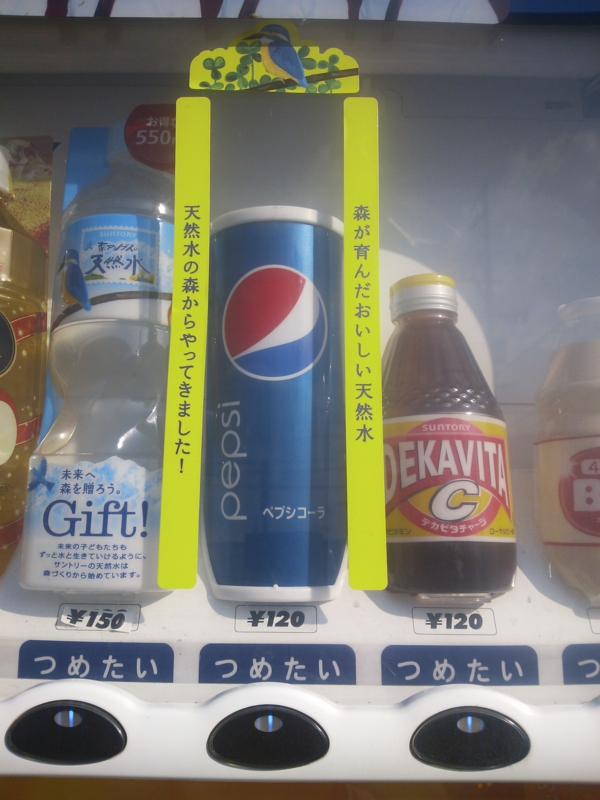 お得な
550
SUNTORY
南アルプスの
天然水
天然水の森からやってきました!
森が育んだおいしい天然水
pepsi
ペプシコーラ
SUNTORY
DEKAVITA
C
デカビタチャージ
未来へ
森を贈ろう。
Gift!
未来の子どもたちも
ずっと水と生きていけるように、
サントリーの天然水は
森づくりから始めています。
¥150
¥120
¥120
つめたい
つめたい
つめたい
つ